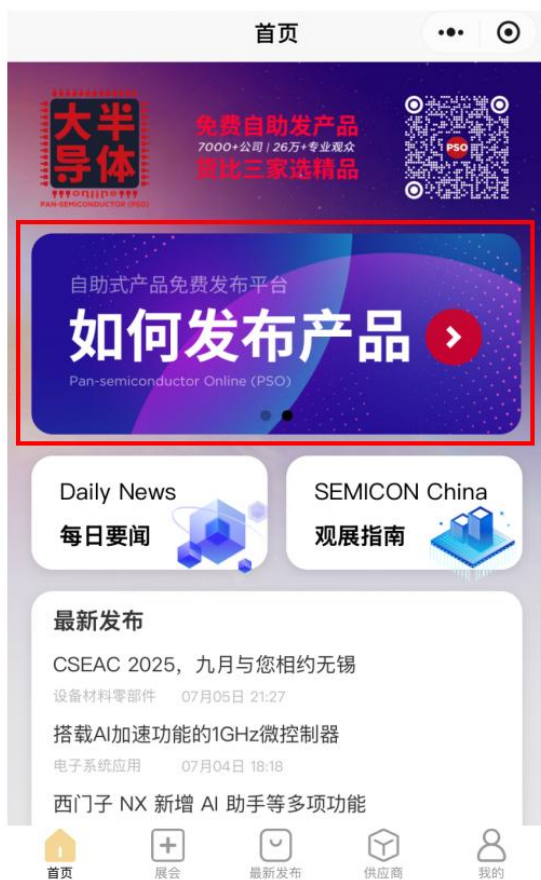 首页
大半
导体
online
PAN-SEMICONDUCTOR (PSO)
免费自助发产品
7000+公司 | 26万+专业观众
货比三家选精品
PSO
自助式产品免费发布平台
如何发布产品
Pan-semiconductor Online (PSO)
Daily News
每日要闻
SEMICON China
观展指南
最新发布
CSEAC 2025，九月与您相约无锡
设备材料零部件 07月05日 21:27
搭载AI加速功能的1GHz微控制器
电子系统应用 07月04日 18:18
西门子 NX 新增 AI 助手等多项功能
首页 展会 最新发布 供应商 我的